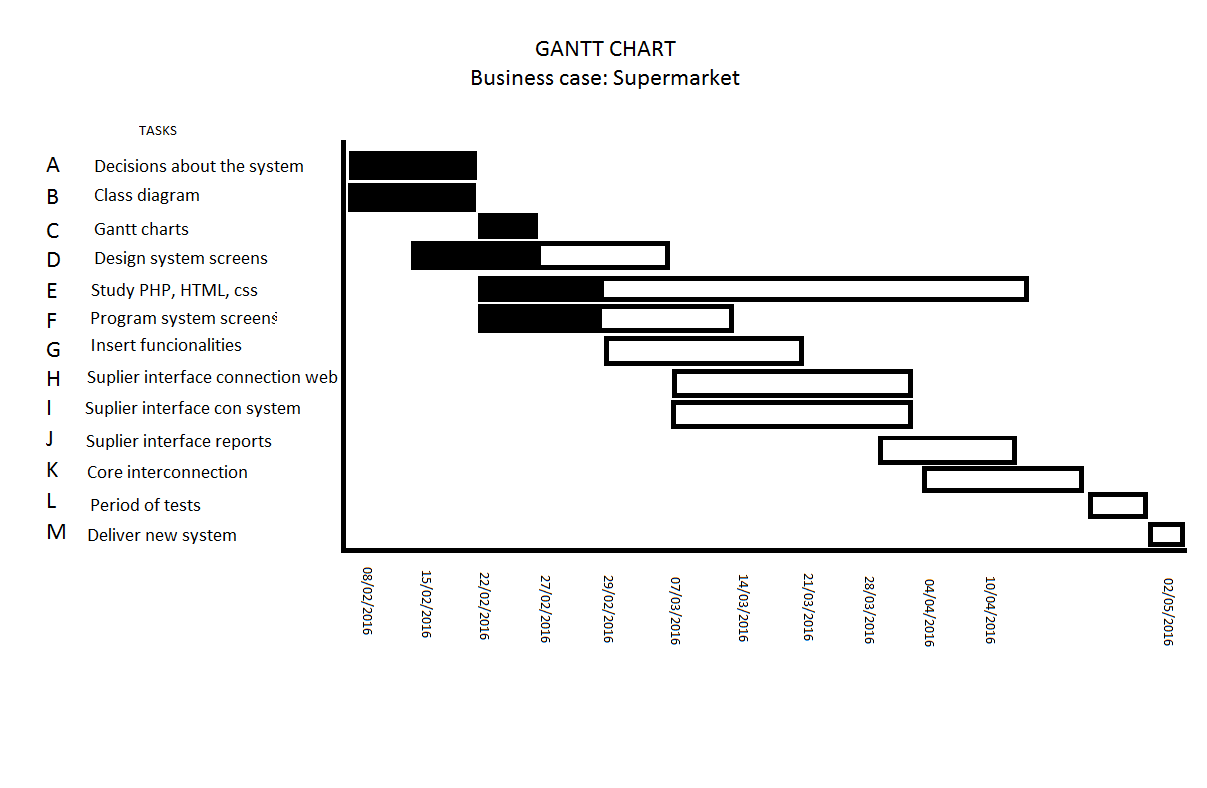 GANTT CHART
Business case: Supermarket
TASKS
A Decisions about the system
B Class diagram
C Gantt charts
D Design system screens
E Study PHP, HTML, css
F Program system screens
G Insert funcionalities
H Suplier interface connection web
I Suplier interface con system
J Suplier interface reports
K Core interconnection
L Period of tests
M Deliver new system
08/02/2016
15/02/2016
22/02/2016
27/02/2016
29/02/2016
07/03/2016
14/03/2016
21/03/2016
28/03/2016
04/04/2016
10/04/2016
02/05/2016